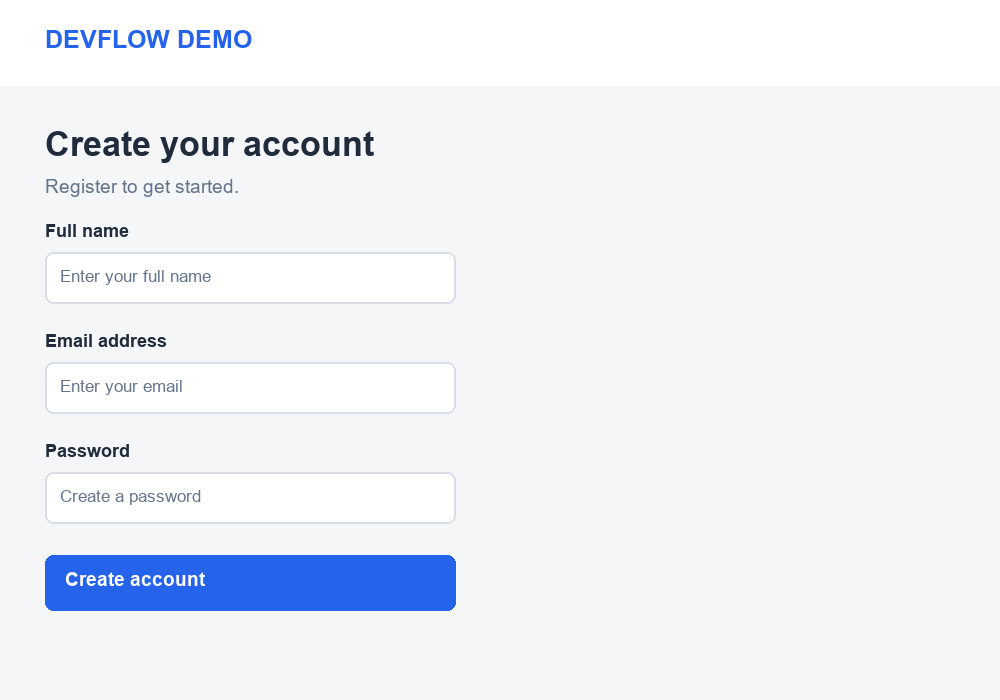 DEVFLOW DEMO
Create your account
Register to get started.
Full name
Enter your full name
Email address
Enter your email
Password
Create a password
Create account